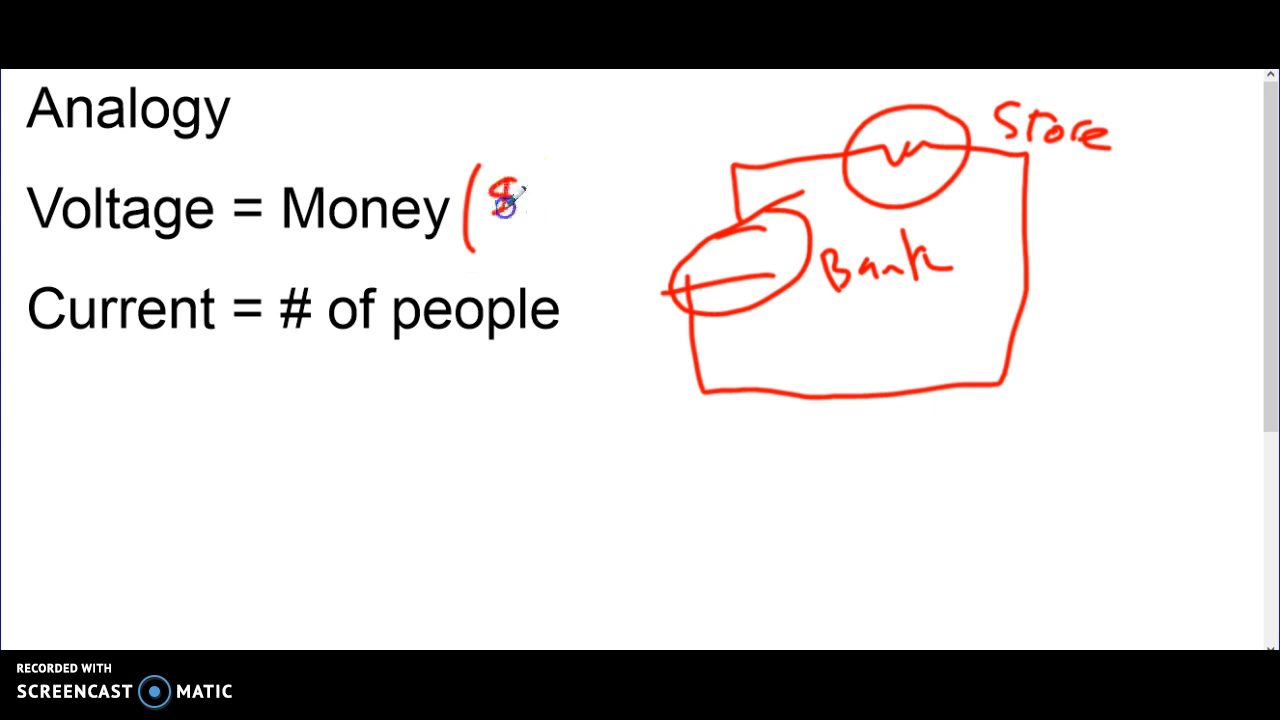 Analogy
Store
Voltage = Money (
Bank
Current = # of people
RECORDED WITH
SCREENCAST MATIC